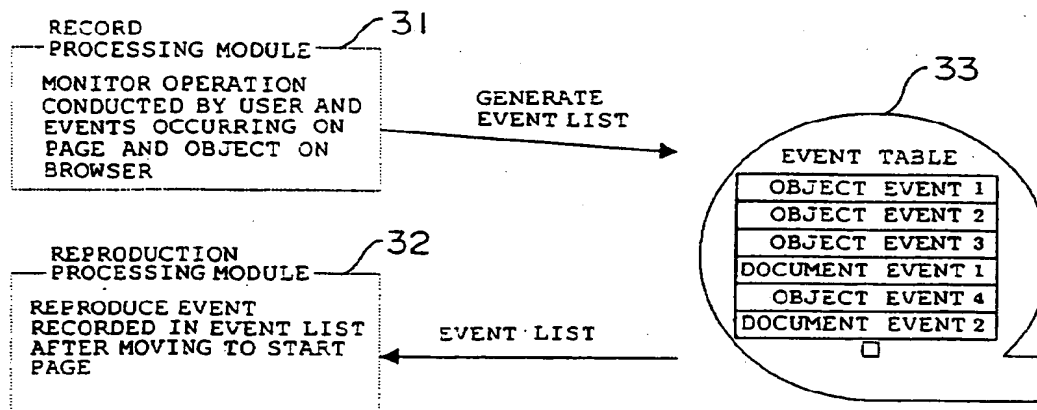 RECORD
PROCESSING MODULE
31
MONITOR OPERATION
CONDUCTED BY USER AND
EVENTS OCCURRING ON
PAGE AND OBJECT ON
BROWSER
GENERATE
EVENT LIST
33
EVENT TABLE
OBJECT EVENT 1
OBJECT EVENT 2
OBJECT EVENT 3
DOCUMENT EVENT 1
OBJECT EVENT 4
DOCUMENT EVENT 2
REPRODUCTION
PROCESSING MODULE
32
REPRODUCE EVENT
RECORDED IN EVENT LIST
AFTER MOVING TO START
PAGE
EVENT LIST